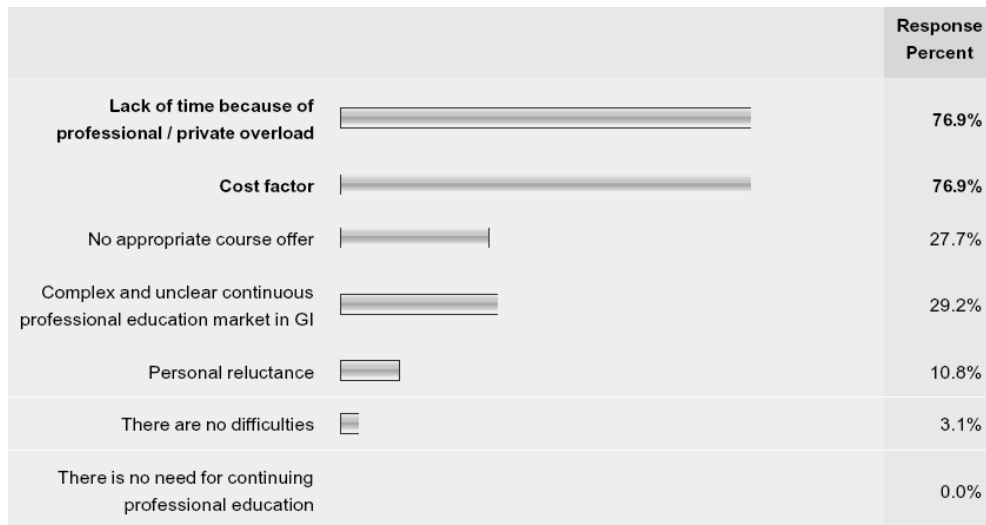 Response
Percent
Lack of time because of
professional / private overload
76.9%
Cost factor
76.9%
No appropriate course offer
27.7%
Complex and unclear continuous
professional education market in GI
29.2%
Personal reluctance
10.8%
There are no difficulties
3.1%
There is no need for continuing
professional education
0.0%